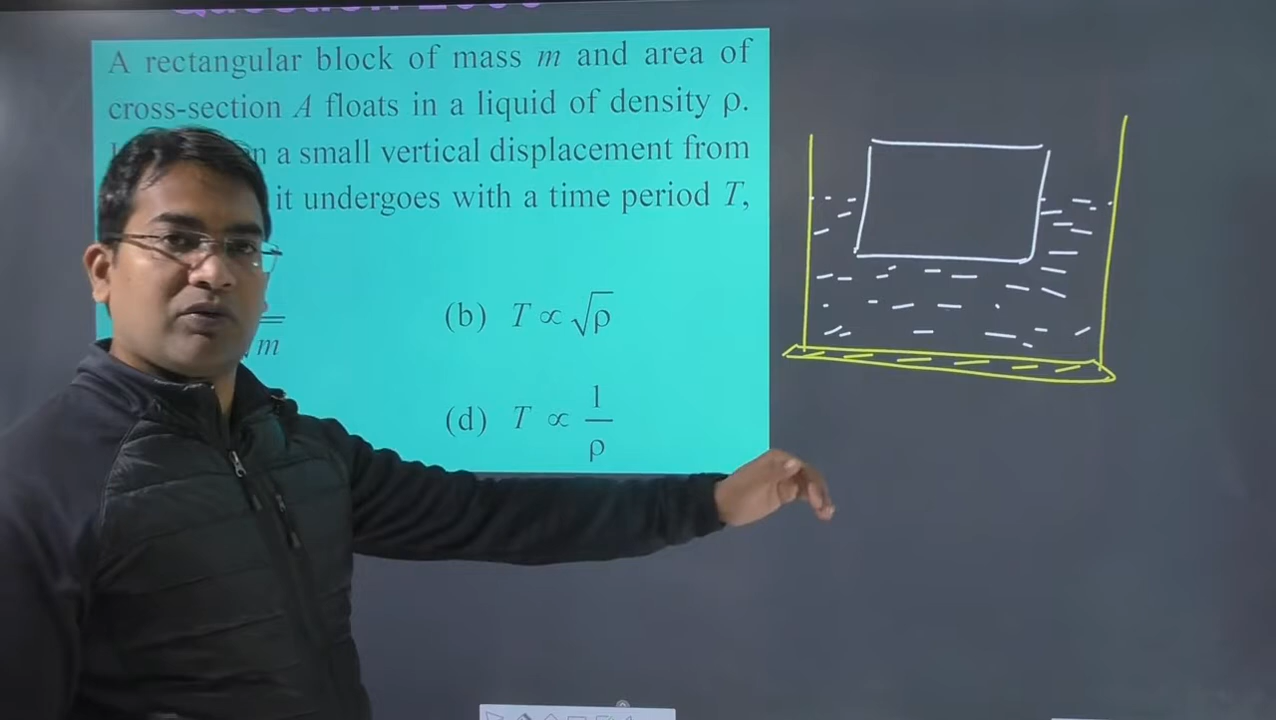 A rectangular block of mass m and area of
cross-section A floats in a liquid of density ρ.
a small vertical displacement from
it undergoes with a time period T,
(b) T ∝ √ρ
m
(d) T ∝ 1/ρ